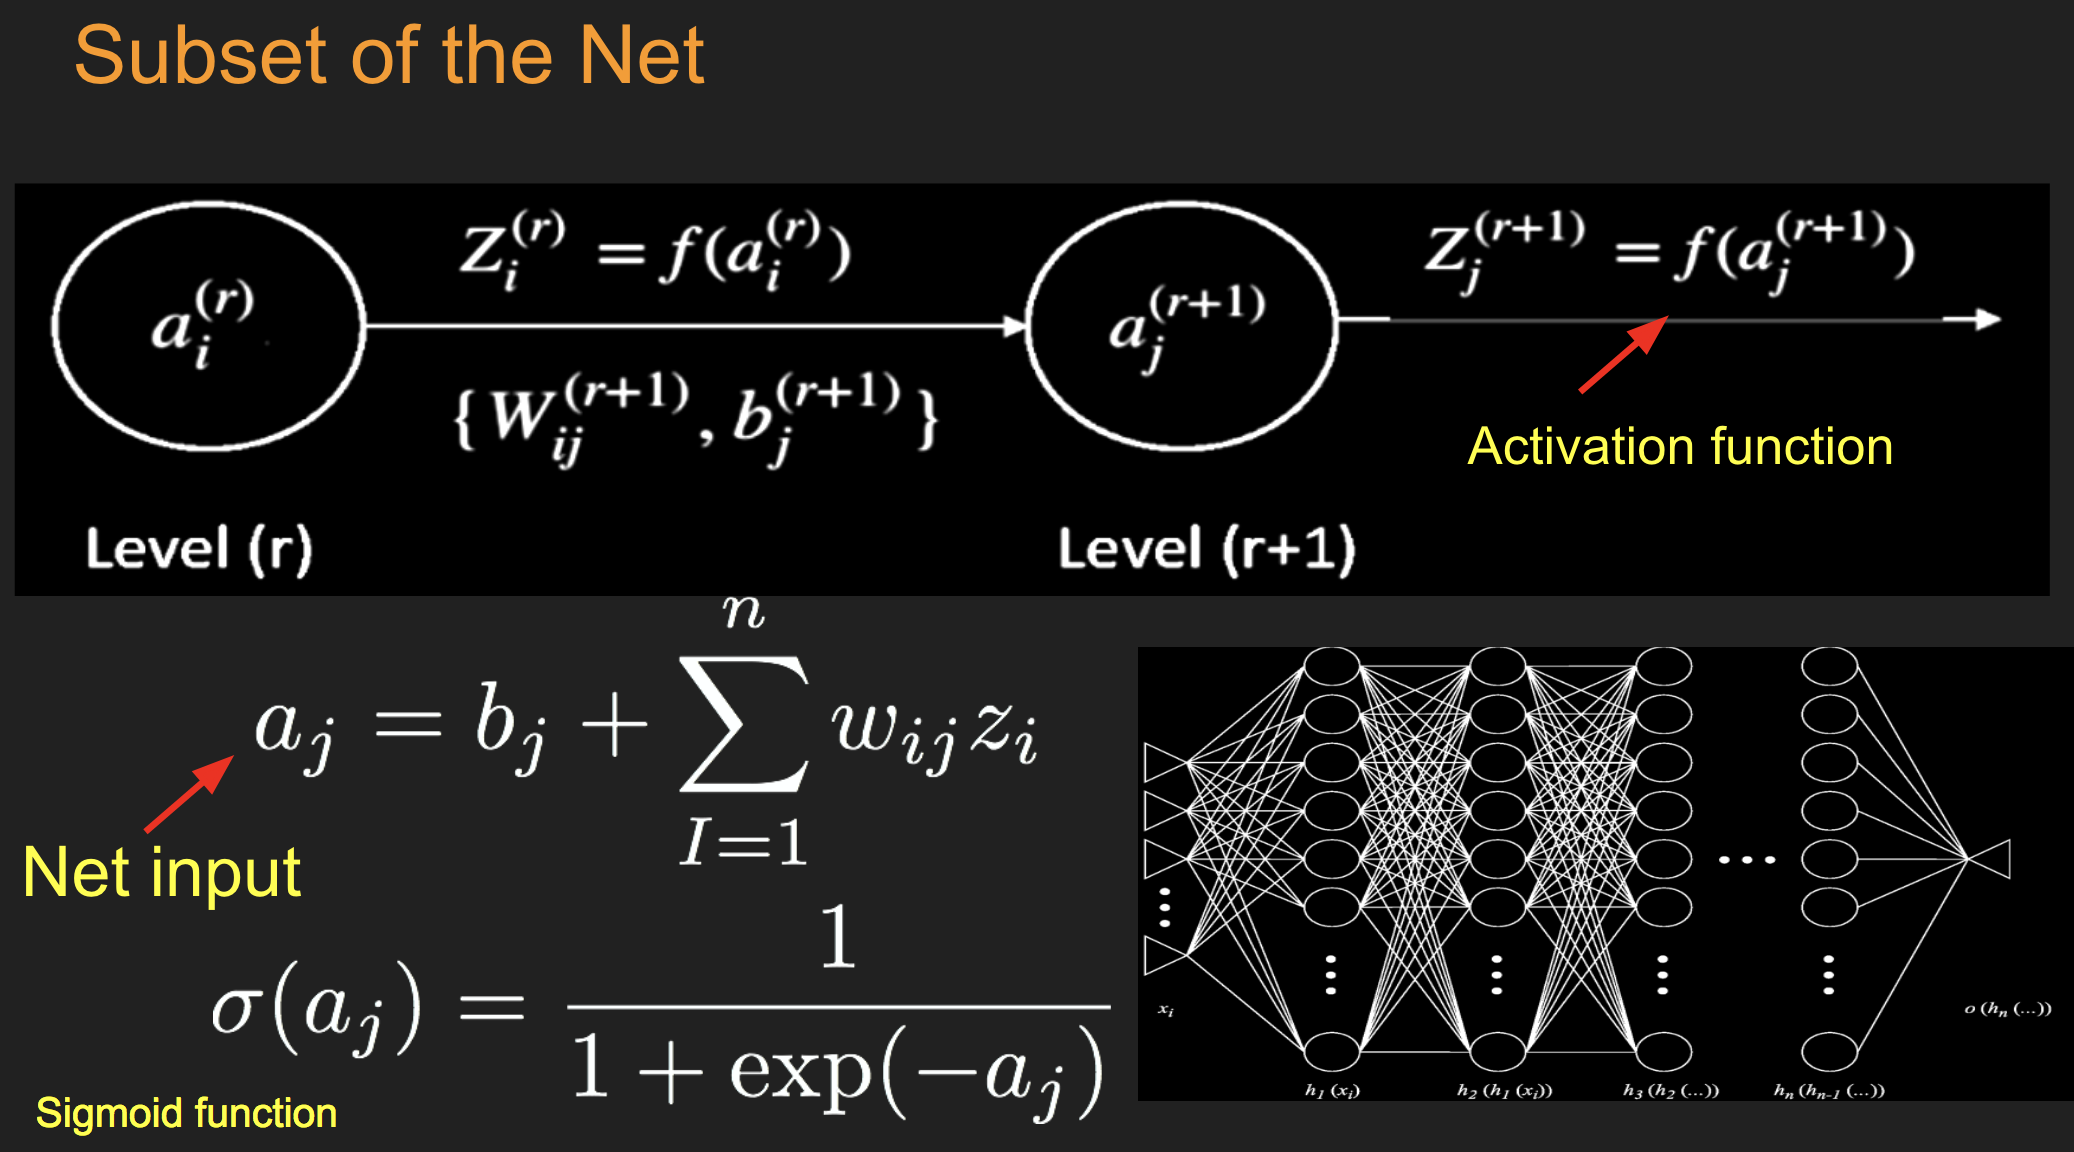 Subset of the Net
Z_i^{(r)} = f(a_i^{(r)})
Z_j^{(r+1)} = f(a_j^{(r+1)})
a_i^{(r)}
a_j^{(r+1)}
{ W_{ij}^{(r+1)} , b_j^{(r+1)} }
Activation function
Level (r)
Level (r+1)
a_j = b_j + \sum_{I=1}^{n} w_{ij} z_i
Net input
σ(a_j) = \frac{1}{1 + exp(−a_j)}
Sigmoid function
x_i
o (h_n (...))
h_1 (x_i)
h_2 (h_1 (x_i))
h_3 (h_2 (...))
h_n (h_{n-1} (...))